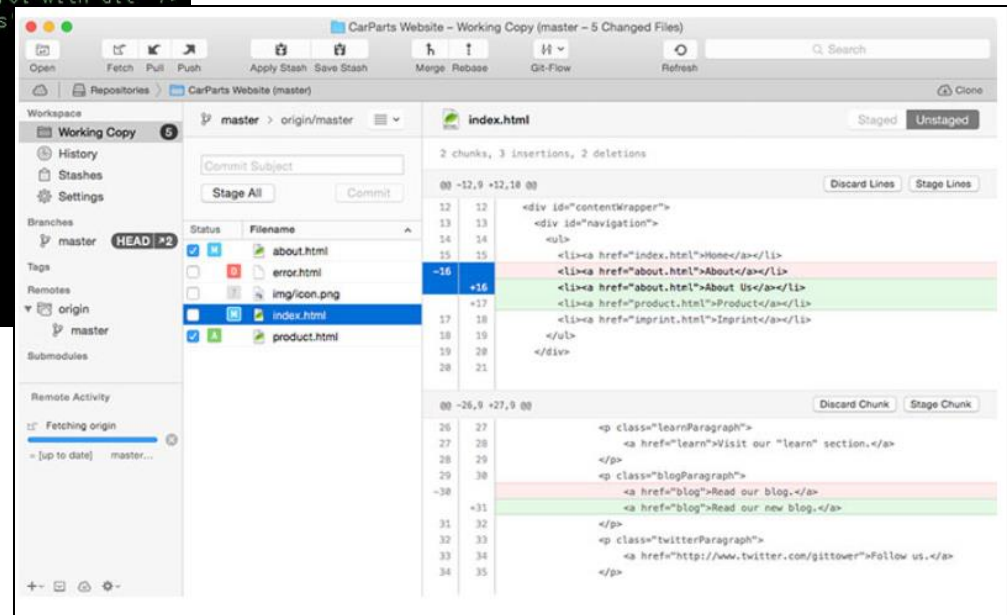 CarParts Website – Working Copy (master – 5 Changed Files)
Open Fetch Pull Push Apply Stash Save Stash Merge Rebase Git-Flow Refresh Search
Repositories CarParts Website (master) Clone
Workspace
Working Copy 5
History
Stashes
Settings
Branches
master HEAD 2
Tags
Remotes
origin
master
Submodules
Remote Activity
Fetching origin
= [up to date] master...
master > origin/master
Commit Subject
Stage All Commit
Status Filename
M about.html
D error.html
? img/icon.png
M index.html
A product.html
index.html Staged Unstaged
2 chunks, 3 insertions, 2 deletions
@@ -12,9 +12,10 @@ Discard Lines Stage Lines
12 12 <div id="contentWrapper">
13 13 <div id="navigation">
14 14 <ul>
15 15 <li><a href="index.html">Home</a></li>
-16 <li><a href="about.html">About</a></li>
+16 <li><a href="about.html">About Us</a></li>
+17 <li><a href="product.html">Product</a></li>
17 18 <li><a href="imprint.html">Imprint</a></li>
18 19 </ul>
19 20 </div>
20 21
@@ -26,9 +27,9 @@ Discard Chunk Stage Chunk
26 27 <p class="learnParagraph">
27 28 <a href="learn">Visit our "learn" section.</a>
28 29 </p>
29 30 <p class="blogParagraph">
-30 <a href="blog">Read our blog.</a>
+31 <a href="blog">Read our new blog.</a>
31 32 </p>
32 33 <p class="twitterParagraph">
33 34 <a href="http://www.twitter.com/gittower">Follow us.</a>
34 35 </p>